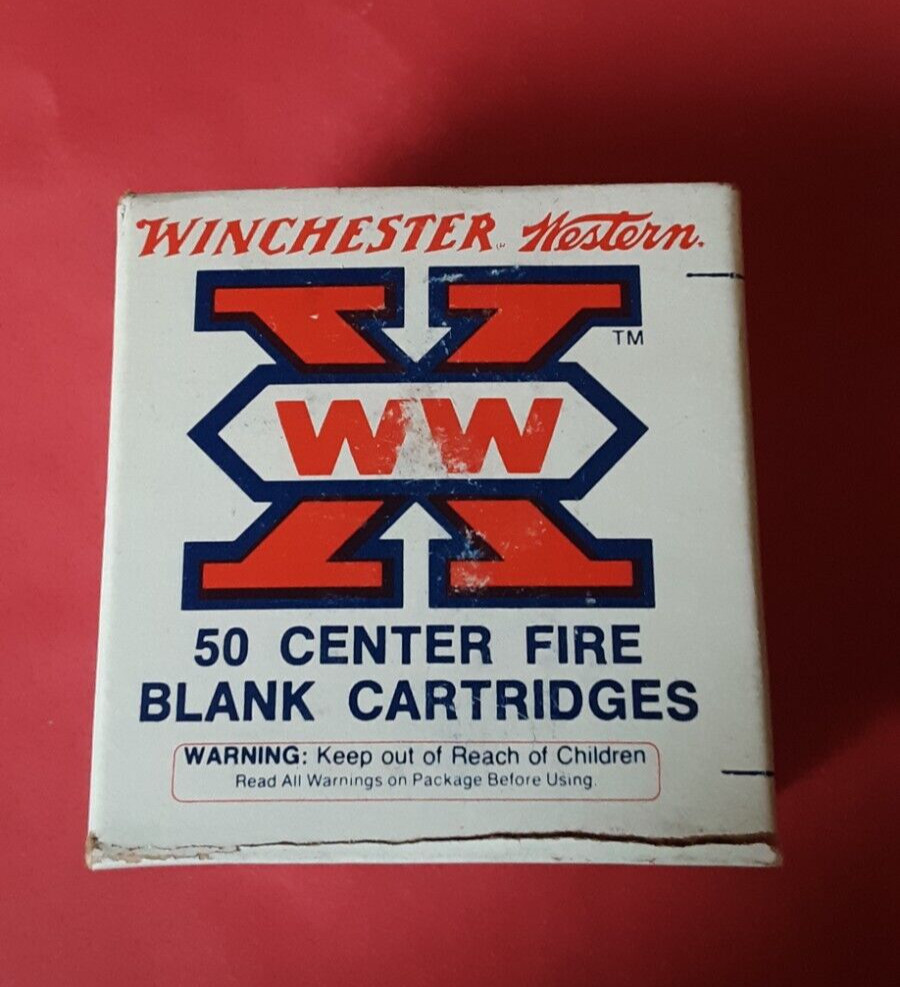 WINCHESTER Western.
TM
WW
50 CENTER FIRE
BLANK CARTRIDGES
WARNING: Keep out of Reach of Children
Read All Warnings on Package Before Using.